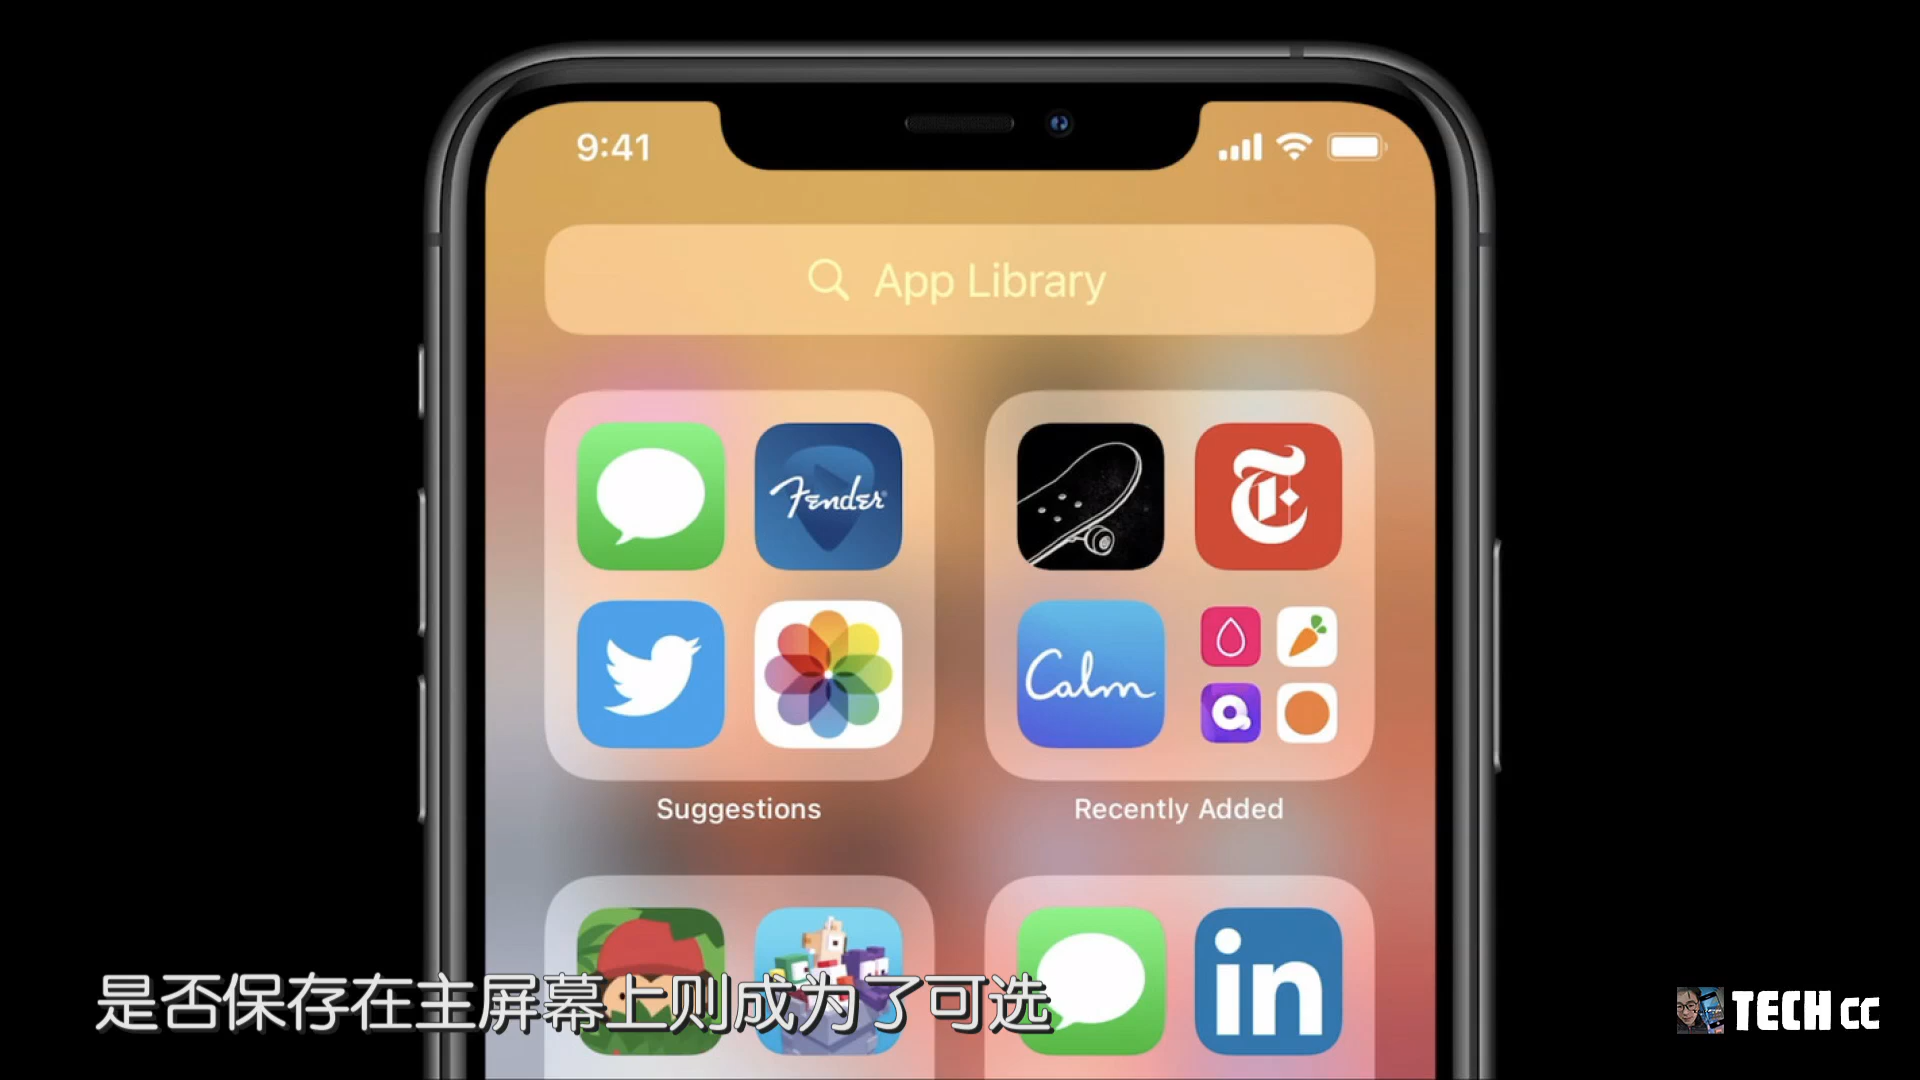 9:41
App Library
Fender
Calm
Suggestions
Recently Added
in
是否保存在主屏幕上则成为了可选
TECH cc